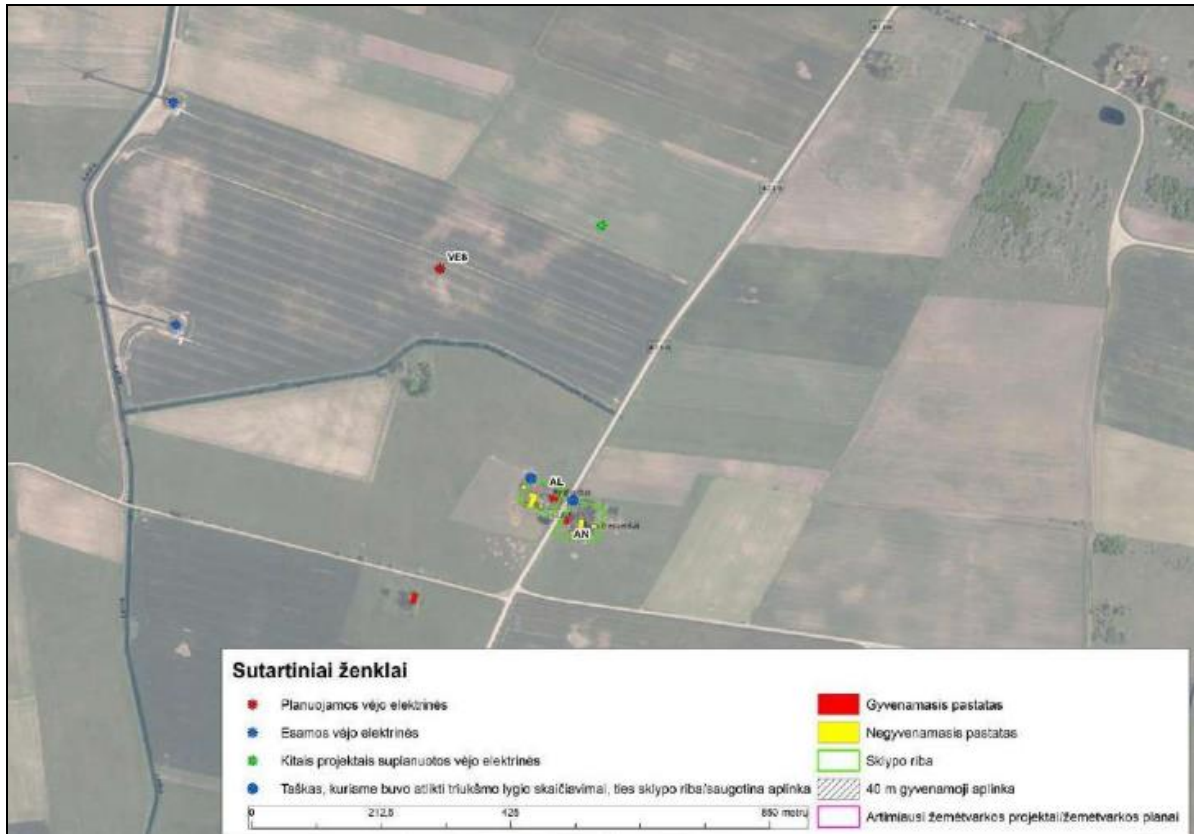 VE8
AL
AN
Sutartiniai ženklai
Planuojamos vėjo elektrinės
Esamos vėjo elektrinės
Kitais projektais suplanuotos vėjo elektrinės
Taškas, kuriame buvo atlikti triukšmo lygio skaičiavimai, ties sklypo riba/saugotina aplinka
0 212,5 425 850 metrų
Gyvenamasis pastatas
Negyvenamasis pastatas
Sklypo riba
40 m gyvenamoji aplinka
Artimiausi žemėtvarkos projektai/žemėtvarkos planai